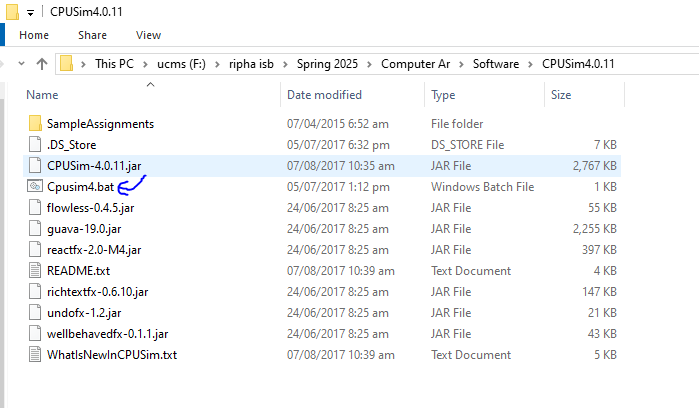 CPUSim4.0.11
Home Share View
This PC ucms (F:) ripha isb Spring 2025 Computer Ar Software CPUSim4.0.11
Name Date modified Type Size
SampleAssignments 07/04/2015 6:52 am File folder
.DS_Store 05/07/2017 6:32 pm DS_STORE File 7 KB
CPUSim-4.0.11.jar 07/08/2017 10:35 am JAR File 2,767 KB
Cpusim4.bat 05/07/2017 1:12 pm Windows Batch File 1 KB
flowless-0.4.5.jar 24/06/2017 8:25 am JAR File 55 KB
guava-19.0.jar 24/06/2017 8:25 am JAR File 2,255 KB
reactfx-2.0-M4.jar 24/06/2017 8:25 am JAR File 397 KB
README.txt 07/08/2017 10:39 am Text Document 4 KB
richtextfx-0.6.10.jar 24/06/2017 8:25 am JAR File 147 KB
undofx-1.2.jar 24/06/2017 8:25 am JAR File 21 KB
wellbehavedfx-0.1.1.jar 24/06/2017 8:25 am JAR File 43 KB
WhatIsNewInCPUSim.txt 07/08/2017 10:39 am Text Document 5 KB